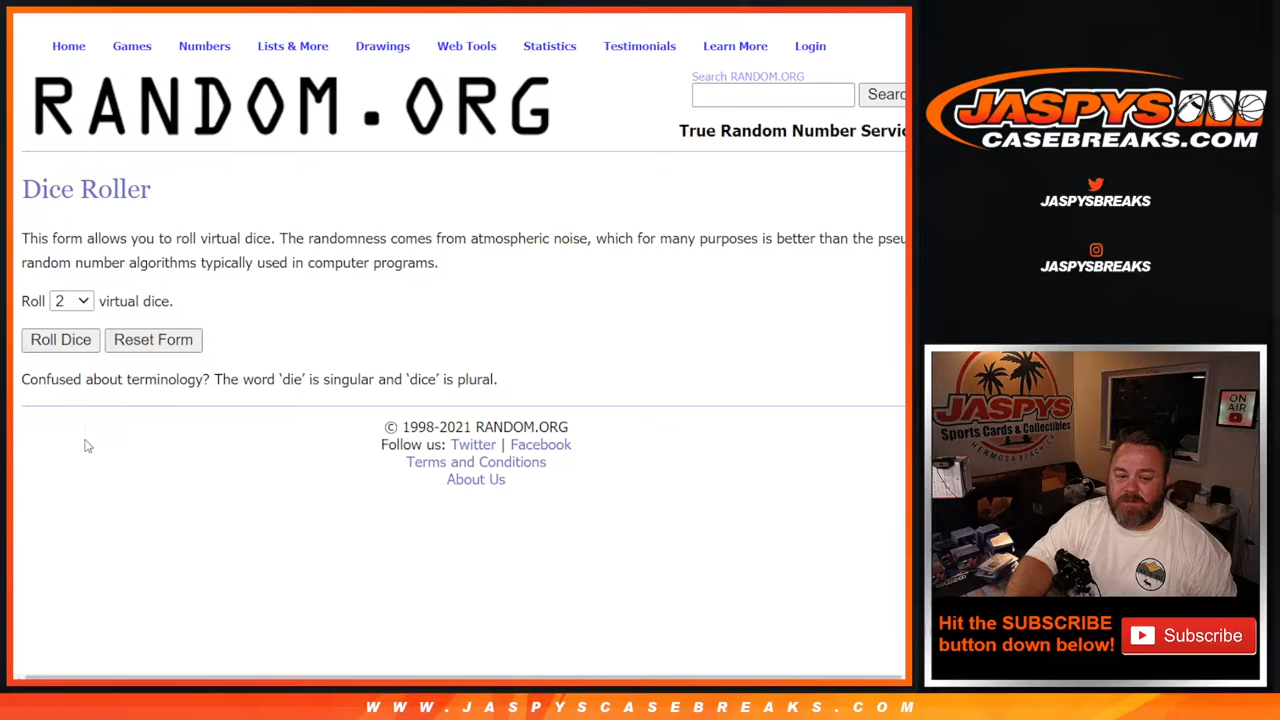 Home Games Numbers Lists & More Drawings Web Tools Statistics Testimonials Learn More Login
RANDOM.ORG
Search RANDOM.ORG
Searc
True Random Number Servic
Dice Roller
This form allows you to roll virtual dice. The randomness comes from atmospheric noise, which for many purposes is better than the pseu
random number algorithms typically used in computer programs.
Roll 2 virtual dice.
Roll Dice Reset Form
Confused about terminology? The word ‘die’ is singular and ‘dice’ is plural.
© 1998-2021 RANDOM.ORG
Follow us: Twitter | Facebook
Terms and Conditions
About Us
JASPYS
CASEBREAKS.COM
JASPYSBREAKS
JASPYSBREAKS
JASPYS
Sports Cards & Collectibles
HERMOSA BEACH, CA
ON
AIR
Hit the SUBSCRIBE
button down below!
Subscribe
WWW.JASPYSCASEBREAKS.COM